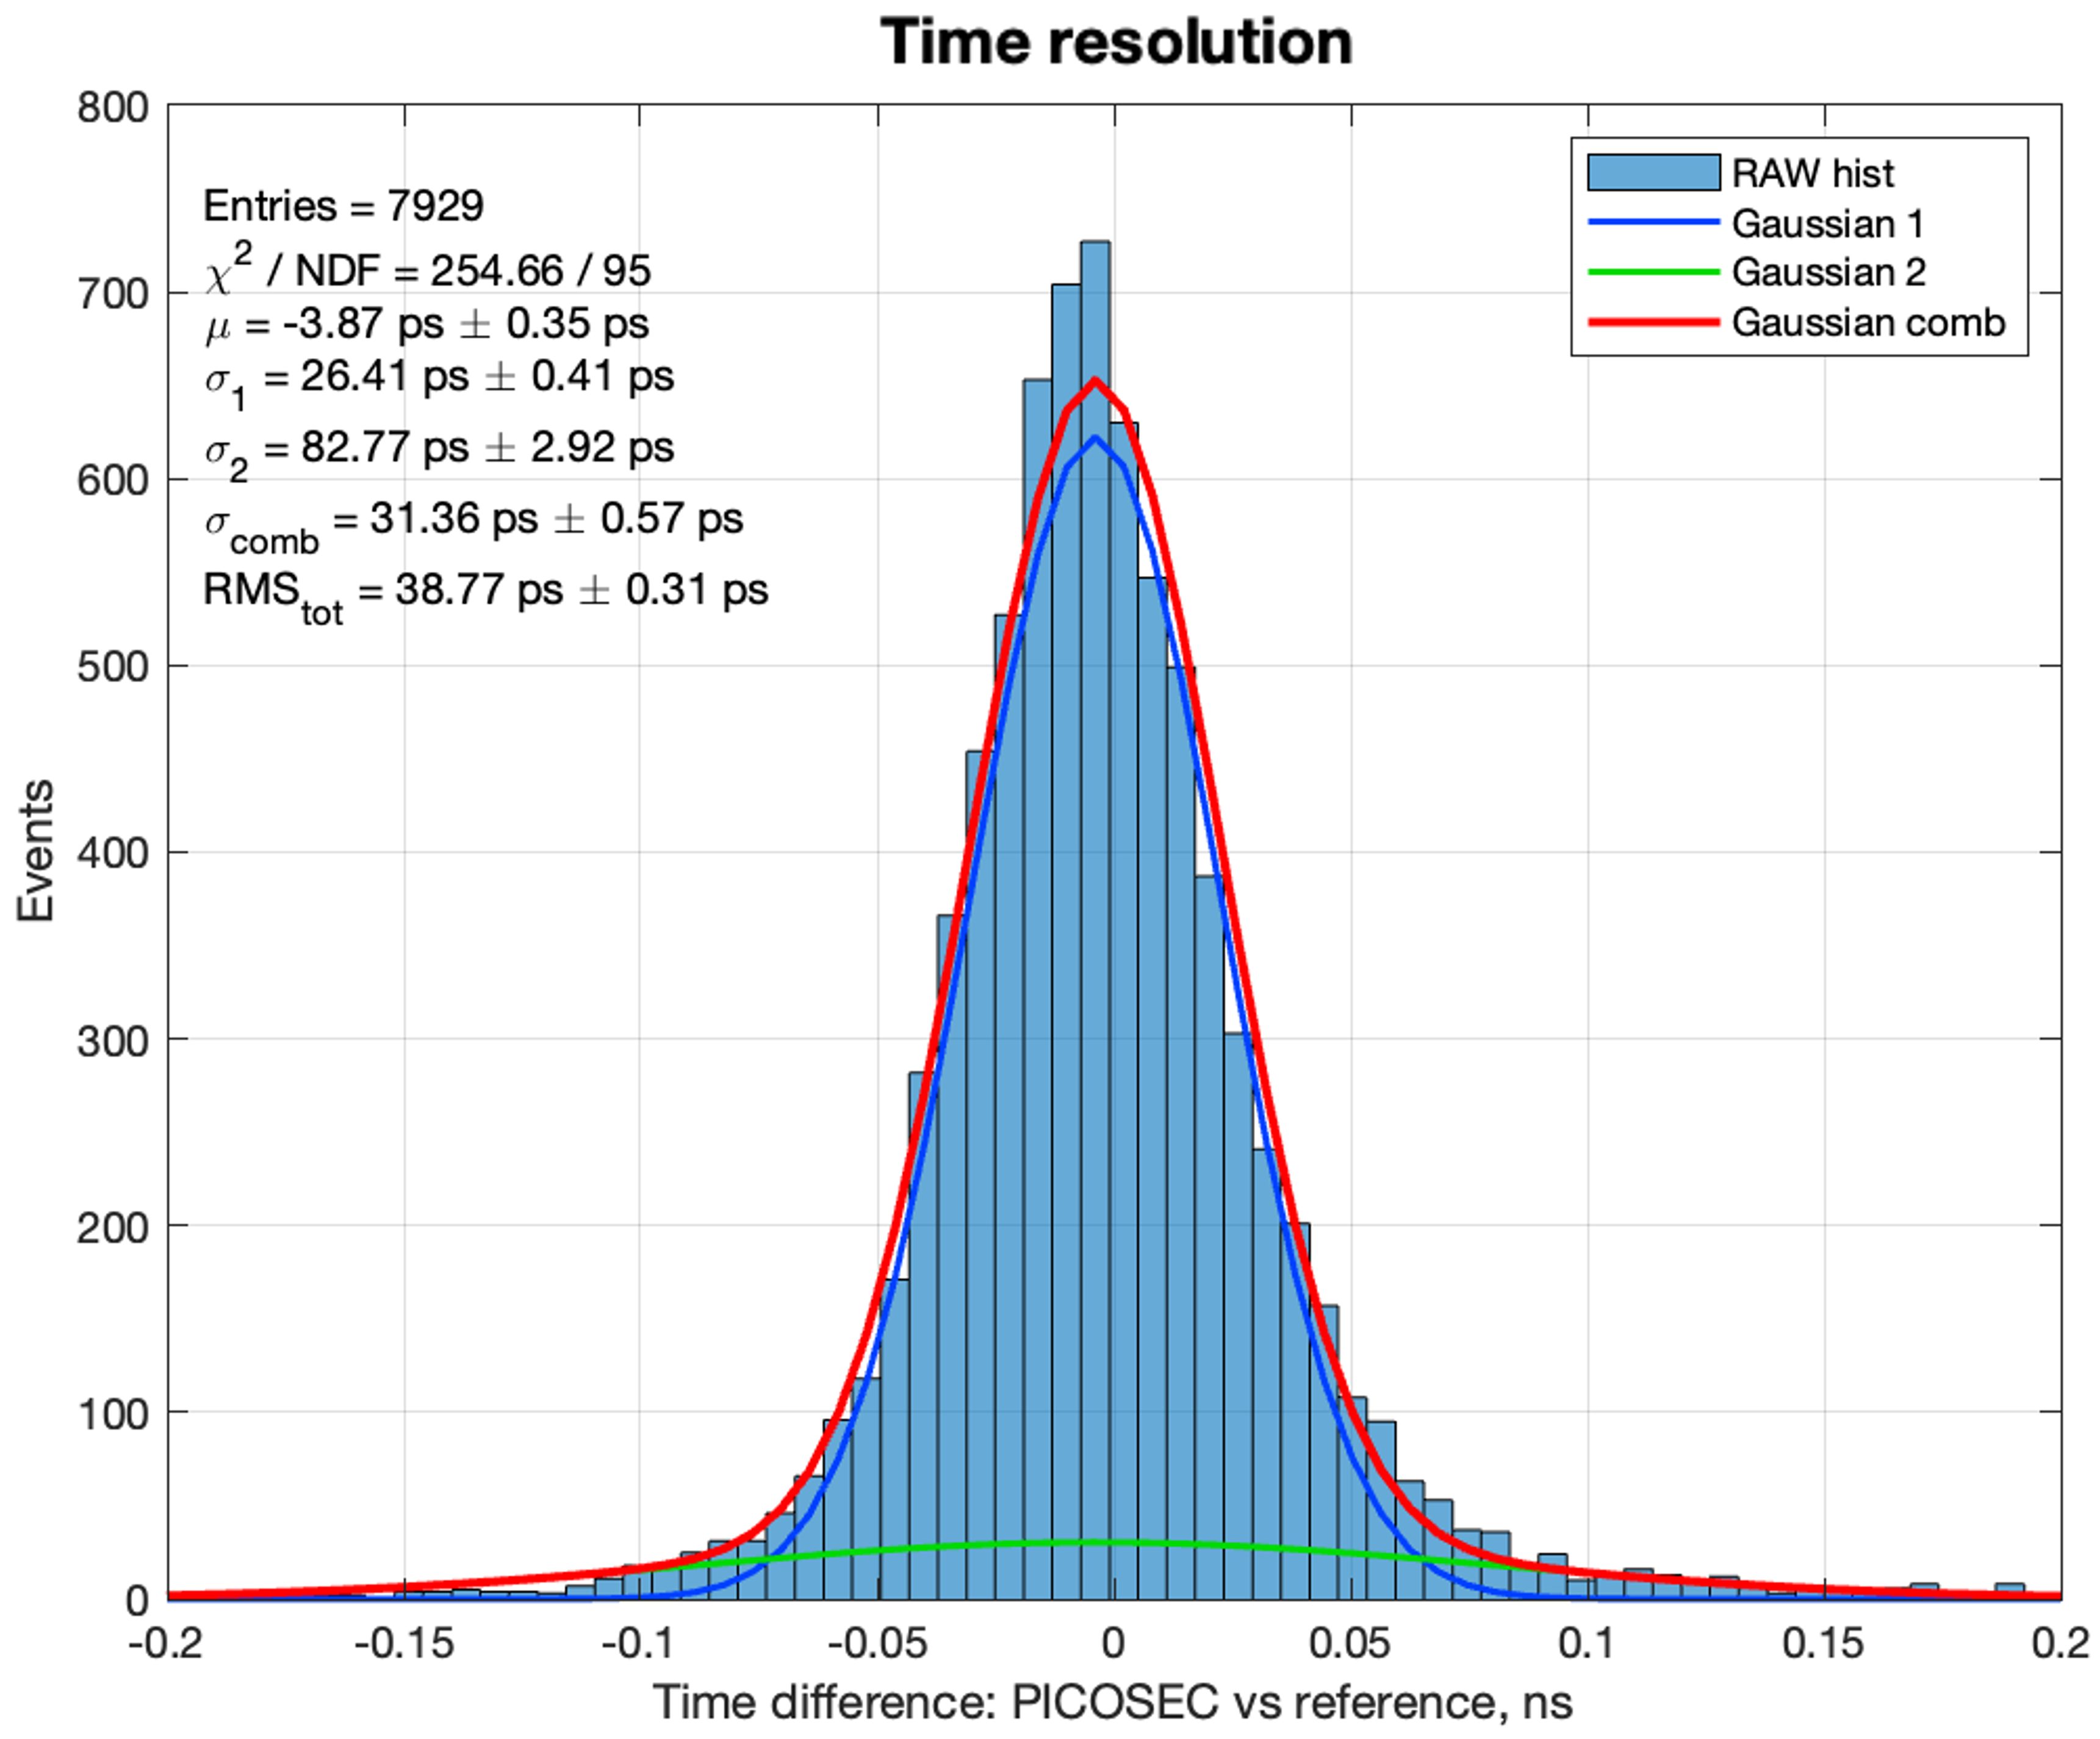 Time resolution
Entries = 7929
χ² / NDF = 254.66 / 95
μ = -3.87 ps ± 0.35 ps
σ₁ = 26.41 ps ± 0.41 ps
σ₂ = 82.77 ps ± 2.92 ps
σcomb = 31.36 ps ± 0.57 ps
RMStot = 38.77 ps ± 0.31 ps
RAW hist
Gaussian 1
Gaussian 2
Gaussian comb
Events
800
700
600
500
400
300
200
100
0
-0.2 -0.15 -0.1 -0.05 0 0.05 0.1 0.15 0.2
Time difference: PICOSEC vs reference, ns